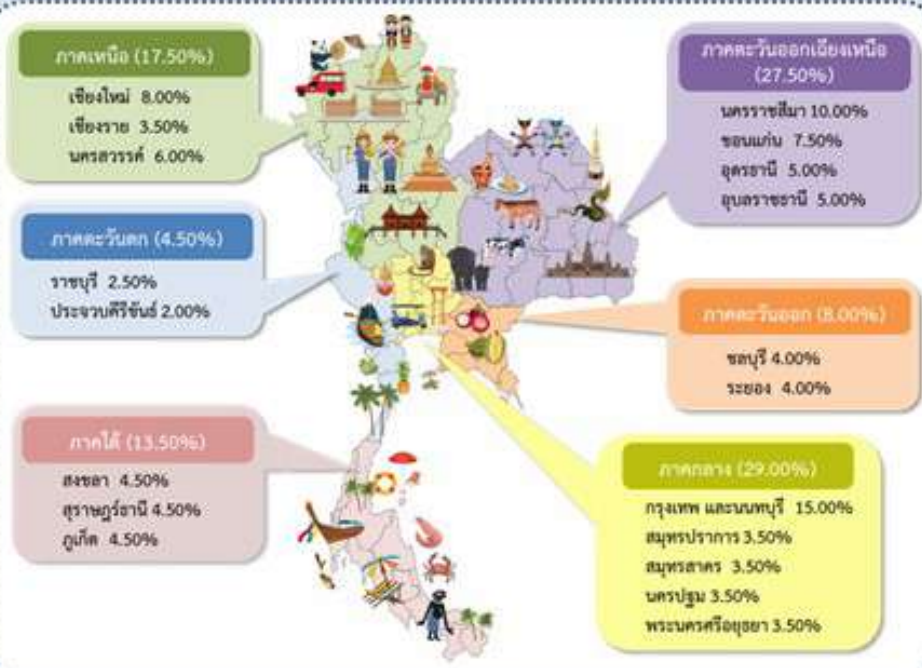 ภาคเหนือ (17.50%)
เชียงใหม่ 8.00%
เชียงราย 3.50%
นครสวรรค์ 6.00%
ภาคตะวันตก (4.50%)
ราชบุรี 2.50%
ประจวบคีรีขันธ์ 2.00%
ภาคใต้ (13.50%)
สงขลา 4.50%
สุราษฎร์ธานี 4.50%
ภูเก็ต 4.50%
ภาคตะวันออกเฉียงเหนือ
(27.50%)
นครราชสีมา 10.00%
ขอนแก่น 7.50%
อุดรธานี 5.00%
อุบลราชธานี 5.00%
ภาคตะวันออก (8.00%)
ชลบุรี 4.00%
ระยอง 4.00%
ภาคกลาง (29.00%)
กรุงเทพ และนนทบุรี 15.00%
สมุทรปราการ 3.50%
สมุทรสาคร 3.50%
นครปฐม 3.50%
พระนครศรีอยุธยา 3.50%